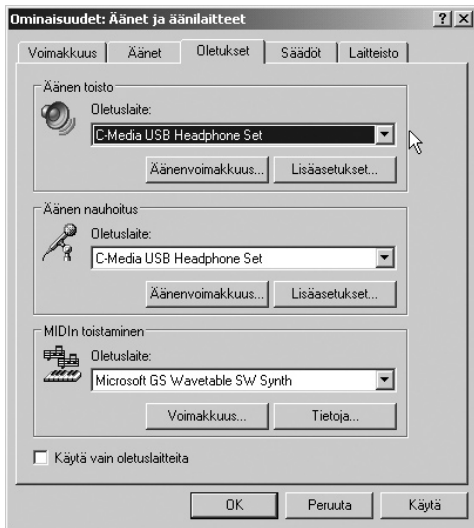 Ominaisuudet: Äänet ja äänilaitteet
Voimakkuus Äänet Oletukset Säädöt Laitteisto
Äänen toisto
Oletuslaite:
C-Media USB Headphone Set
Äänenvoimakkuus... Lisäasetukset...
Äänen nauhoitus
Oletuslaite:
C-Media USB Headphone Set
Äänenvoimakkuus... Lisäasetukset...
MIDIn toistaminen
Oletuslaite:
Microsoft GS Wavetable SW Synth
Voimakkuus... Tietoja...
Käytä vain oletuslaitteita
OK Peruuta Käytä